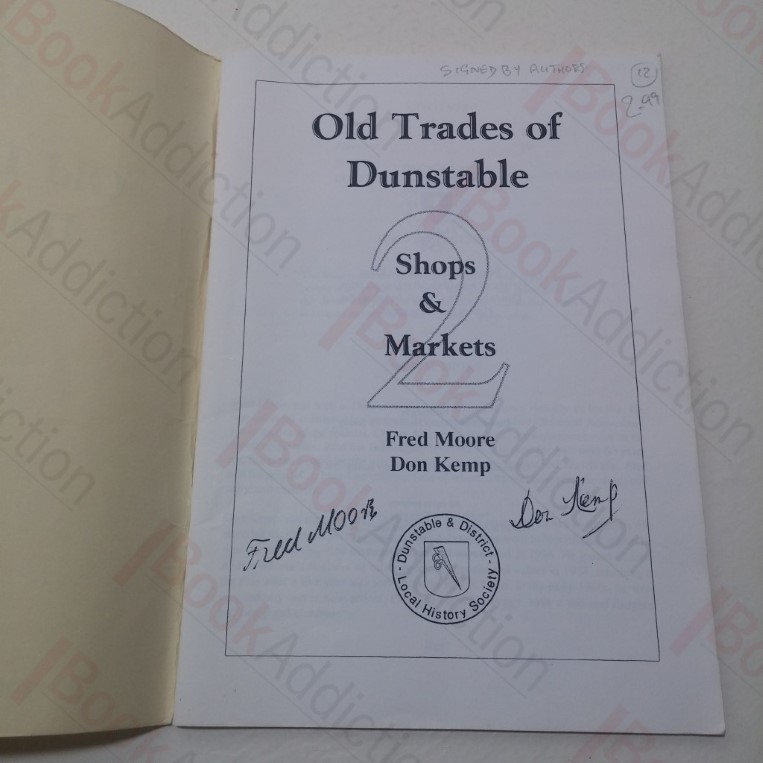 SIGNED BY AUTHORS
12
2.99
Old Trades of
Dunstable
2
Shops
&
Markets
Fred Moore
Don Kemp
Fred Moore
Don Kemp
- Dunstable & District -
Local History Society
BookAddiction